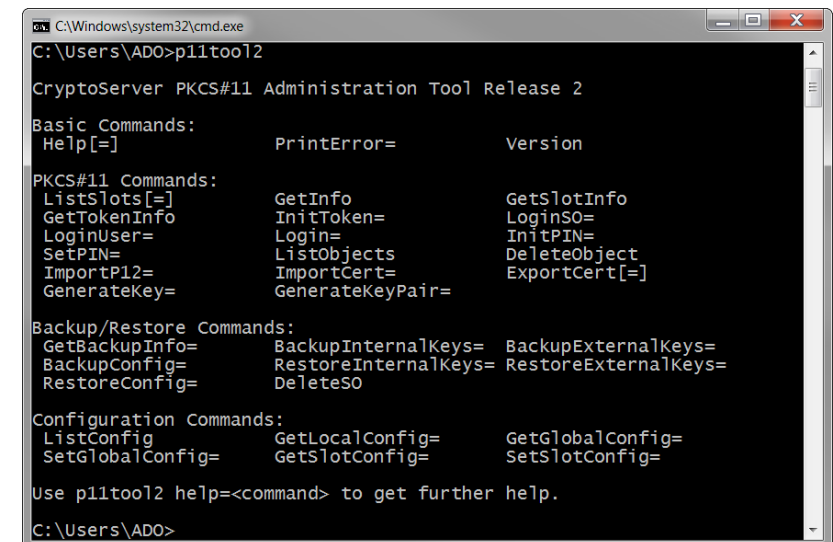 C:\Windows\system32\cmd.exe
C:\Users\ADO>p11tool2
CryptoServer PKCS#11 Administration Tool Release 2
Basic Commands:
Help[=] PrintError= Version
PKCS#11 Commands:
ListSlots[=] GetInfo GetSlotInfo
GetTokenInfo InitToken= LoginSO=
LoginUser= Login= InitPIN=
SetPIN= ListObjects DeleteObject
ImportP12= ImportCert= ExportCert[=]
GenerateKey= GenerateKeyPair=
Backup/Restore Commands:
GetBackupInfo= BackupInternalKeys= BackupExternalKeys=
BackupConfig= RestoreInternalKeys= RestoreExternalKeys=
RestoreConfig= DeleteSO
Configuration Commands:
ListConfig GetLocalConfig= GetGlobalConfig=
SetGlobalConfig= GetSlotConfig= SetSlotConfig=
Use p11tool2 help=<command> to get further help.
C:\Users\ADO>